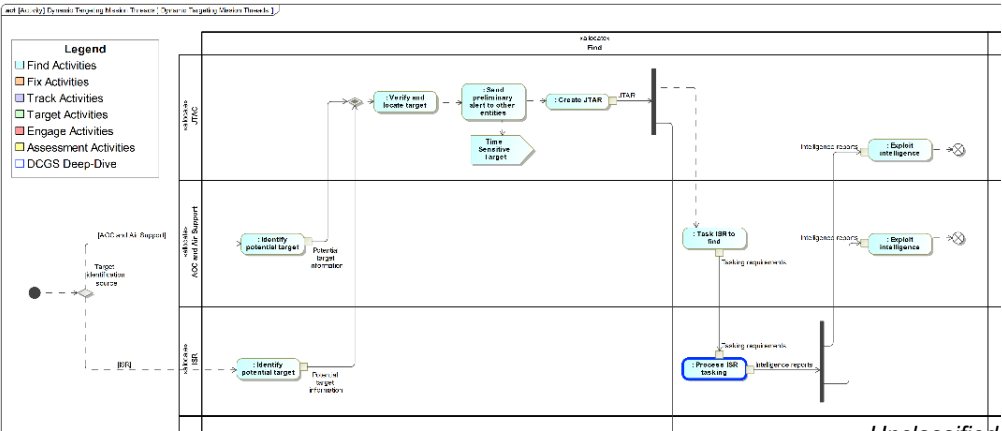 act [Activity] Dynamic Targeting Mission Threads [ Dynamic Targeting Mission Threads ]
Legend
Find Activities
Fix Activities
Track Activities
Target Activities
Engage Activities
Assessment Activities
DCGS Deep-Dive
«allocate»
Find
«allocate»
JTAC
: Verify and
locate target
: Send
preliminary
alert to other
entities
: Create JTAR
JTAR
Time
Sensitive
Target
Intelligence reports
: Exploit
intelligence
«allocate»
AOC and Air Support
[AOC and Air Support]
: Identify
potential target
Potential
target
information
: Task ISR to
find
Tasking requirements
Intelligence reports
: Exploit
intelligence
Target
identification
source
«allocate»
ISR
[ISR]
: Identify
potential target
Potential
target
information
Tasking requirements
: Process ISR
tasking
Intelligence reports